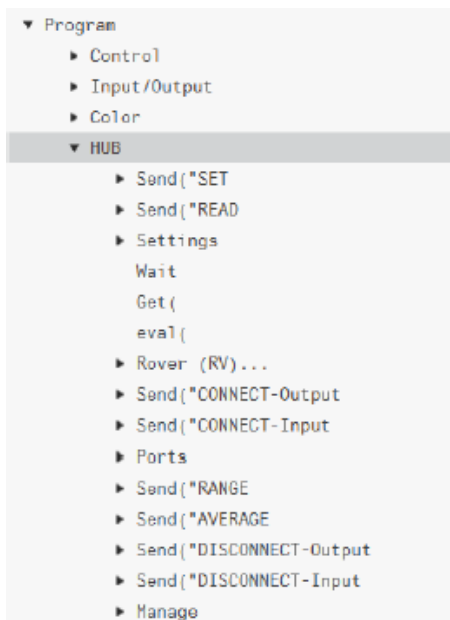 Program
Control
Input/Output
Color
HUB
Send("SET
Send("READ
Settings
Wait
Get(
eval(
Rover (RV)...
Send("CONNECT-Output
Send("CONNECT-Input
Ports
Send("RANGE
Send("AVERAGE
Send("DISCONNECT-Output
Send("DISCONNECT-Input
Manage